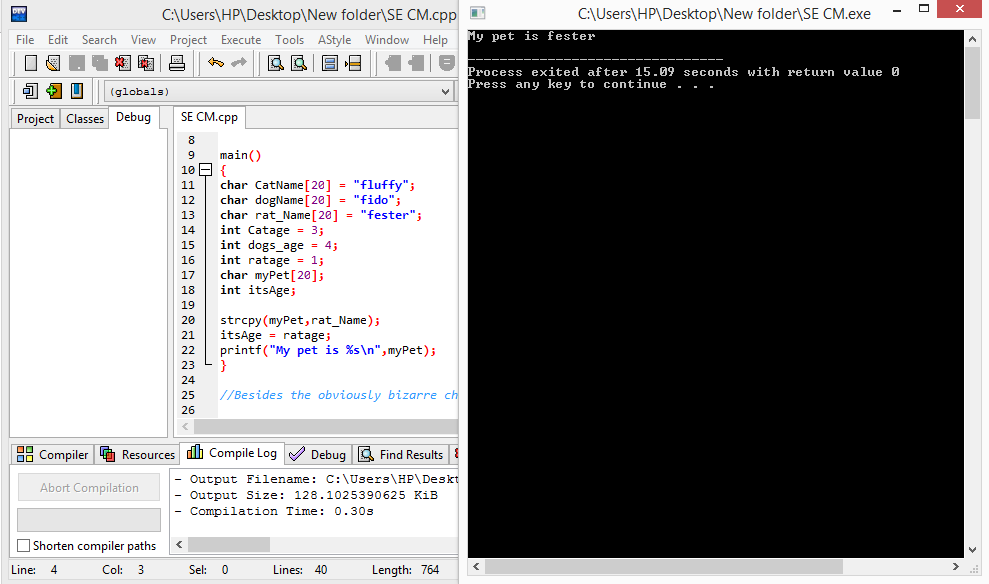 C:\Users\HP\Desktop\New folder\SE CM.cpp
File Edit Search View Project Execute Tools AStyle Window Help
(globals)
Project Classes Debug
SE CM.cpp
8
9 main()
10 {
11 char CatName[20] = "fluffy";
12 char dogName[20] = "fido";
13 char rat_Name[20] = "fester";
14 int Catage = 3;
15 int dogs_age = 4;
16 int ratage = 1;
17 char myPet[20];
18 int itsAge;
19
20 strcpy(myPet,rat_Name);
21 itsAge = ratage;
22 printf("My pet is %s\n",myPet);
23 }
24
25 //Besides the obviously bizarre ch
26
Compiler Resources Compile Log Debug Find Results
Abort Compilation
Shorten compiler paths
- Output Filename: C:\Users\HP\Deskt
- Output Size: 128.1025390625 KiB
- Compilation Time: 0.30s
Line: 4 Col: 3 Sel: 0 Lines: 40 Length: 764
C:\Users\HP\Desktop\New folder\SE CM.exe
My pet is fester
--------------------------------
Process exited after 15.09 seconds with return value 0
Press any key to continue . . .